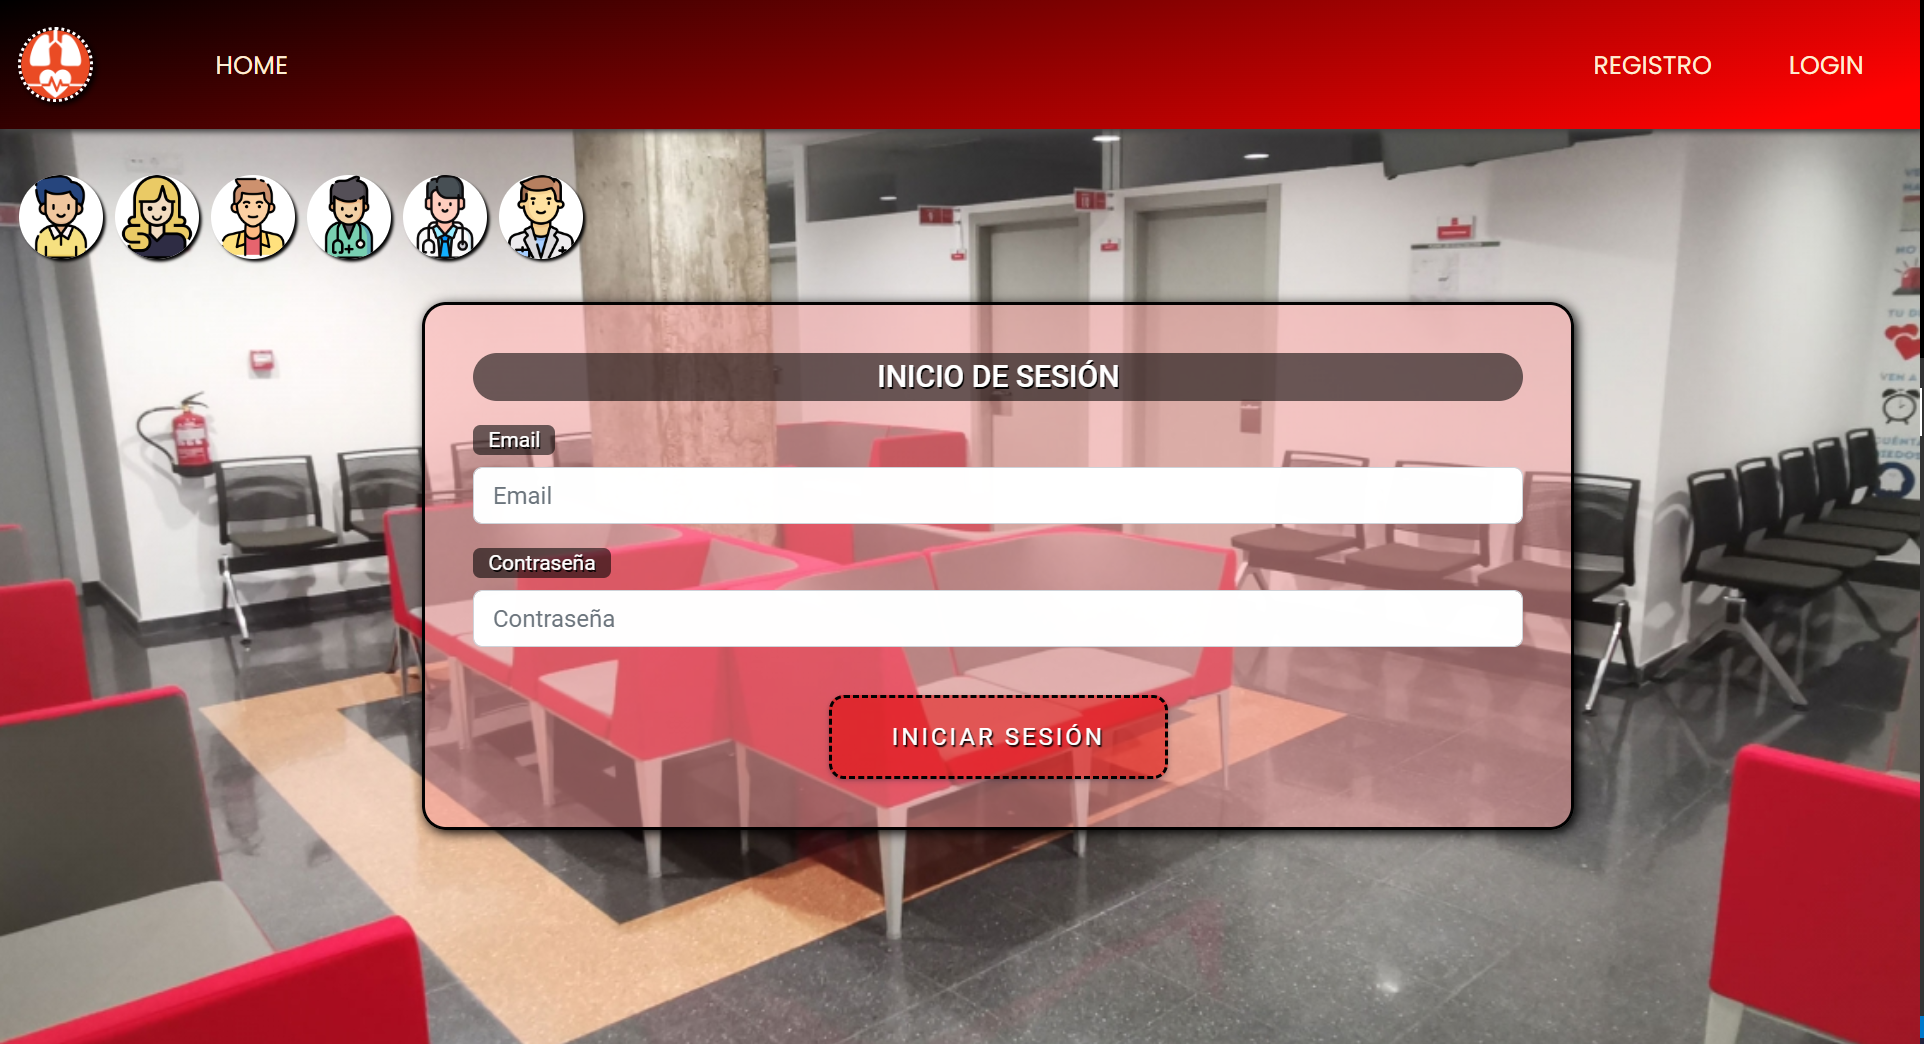 HOME
REGISTRO
LOGIN
INICIO DE SESIÓN
Email
Email
Contraseña
Contraseña
INICIAR SESIÓN